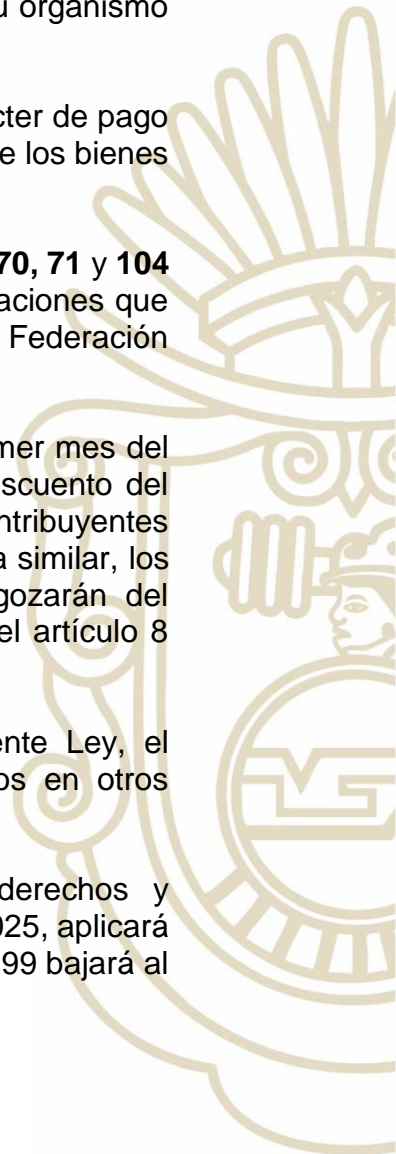 u organismo
cter de pago
e los bienes
70, 71 y 104
aciones que
Federación
mer mes del
scuento del
ntribuyentes
a similar, los
gozarán del
el artículo 8
ente Ley, el
os en otros
derechos y
025, aplicará
99 bajará al